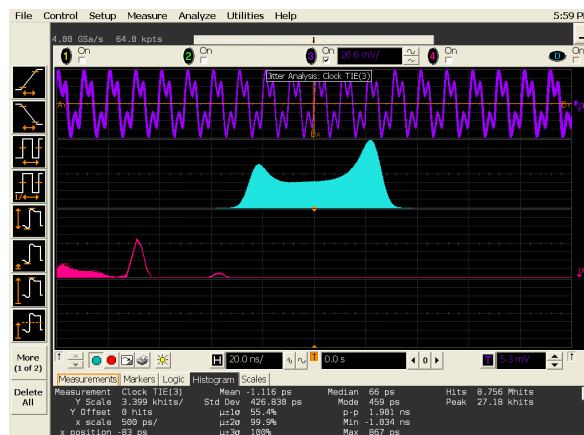 File Control Setup Measure Analyze Utilities Help 5:59 P
4.00 GSa/s 64.0 kpts
1 On 2 On 3 On 26.6 mV/ 4 On D
Jitter Analysis: Clock TIE(3)
More
(1 of 2)
Delete
All
H 20.0 ns/ 0.0 s 0 T 5.3 mV
Measurements Markers Logic Histogram Scales
Measurement Clock TIE(3) Mean -1.116 ps Median 66 ps Hits 8.756 Mhits
Y Scale 3.399 khits/ Std Dev 426.830 ps Mode 459 ps Peak 27.18 khits
Y Offset 0 hits μ±1σ 55.4% p-p 1.901 ns
x scale 500 ps/ μ±2σ 99.9% Min -1.034 ns
x position -83 ps μ±3σ 100% Max 867 ps